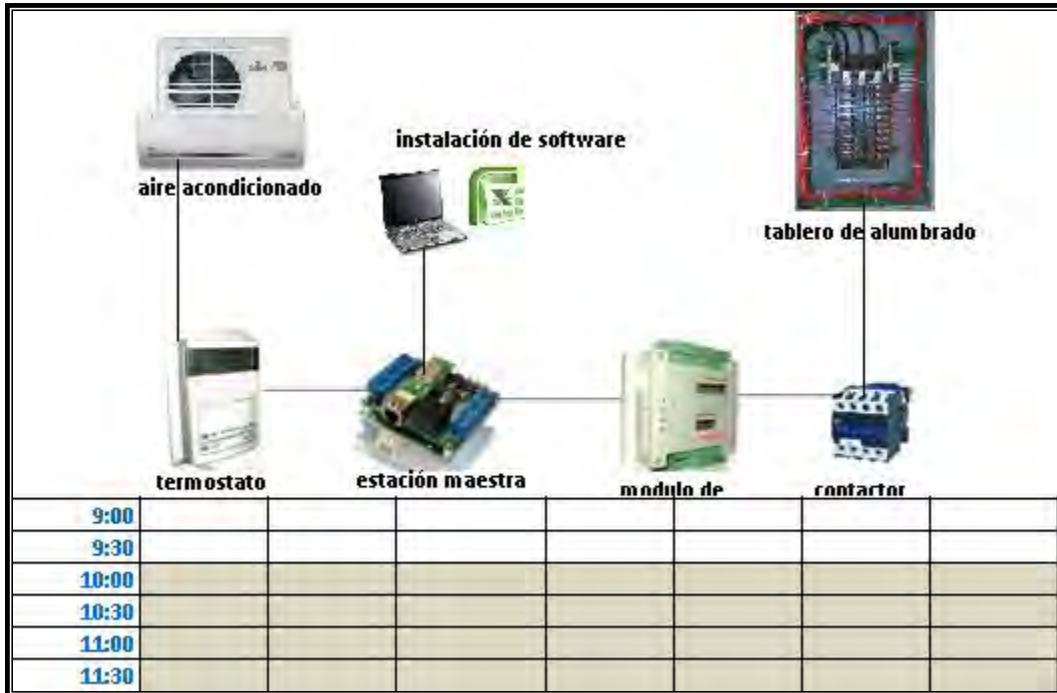 instalación de software
aire acondicionado
tablero de alumbrado
termostato
estación maestra
modulo de
contactor
9:00
9:30
10:00
10:30
11:00
11:30